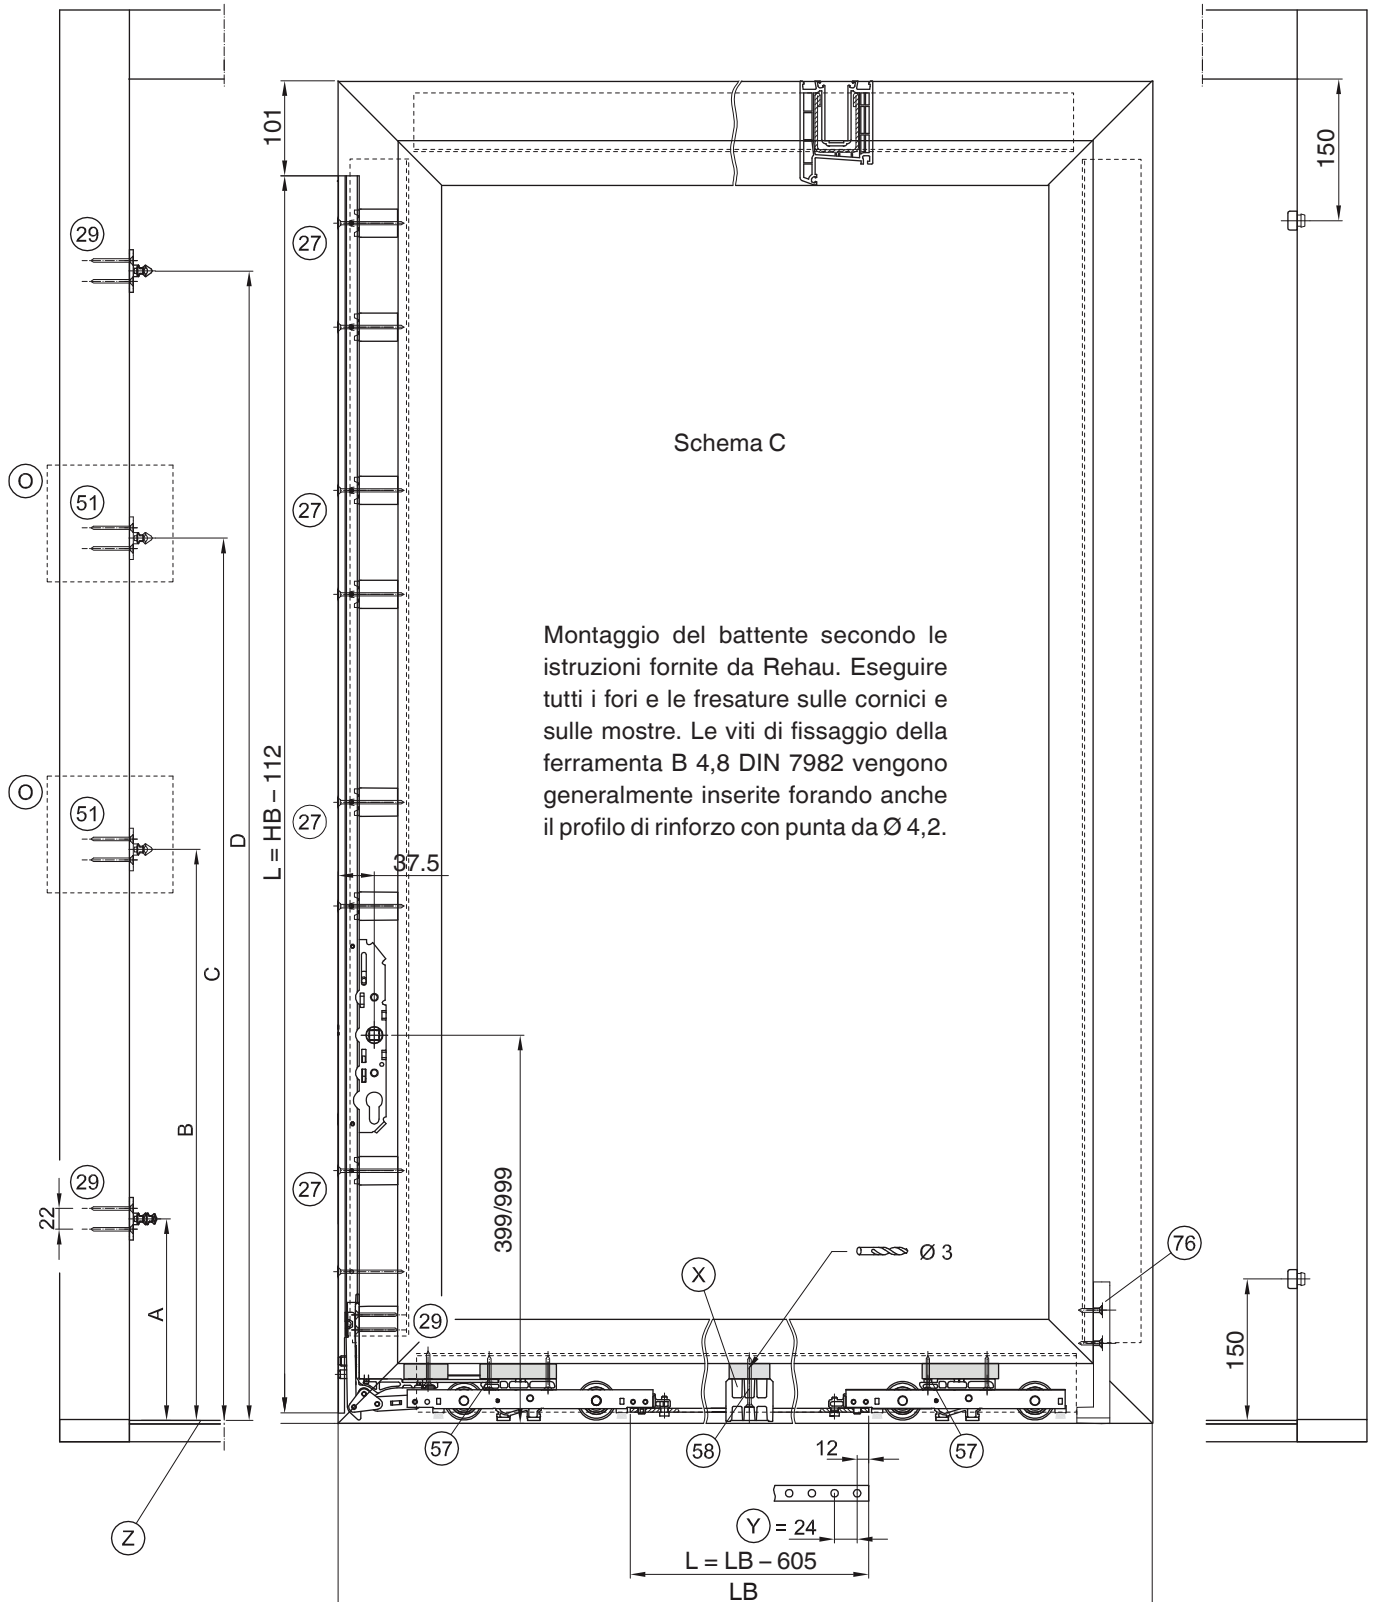 101
150
29
27
Schema C
O
51
27
Montaggio del battente secondo le
istruzioni fornite da Rehau. Eseguire
tutti i fori e le fresature sulle cornici e
sulle mostre. Le viti di fissaggio della
ferramenta B 4,8 DIN 7982 vengono
generalmente inserite forando anche
il profilo di rinforzo con punta da Ø 4,2.
L = HB – 112
O
51
27
D
37.5
C
B
29
27
22
399/999
A
Ø 3
76
X
29
150
57
58
57
12
Z
Y = 24
L = LB – 605
LB